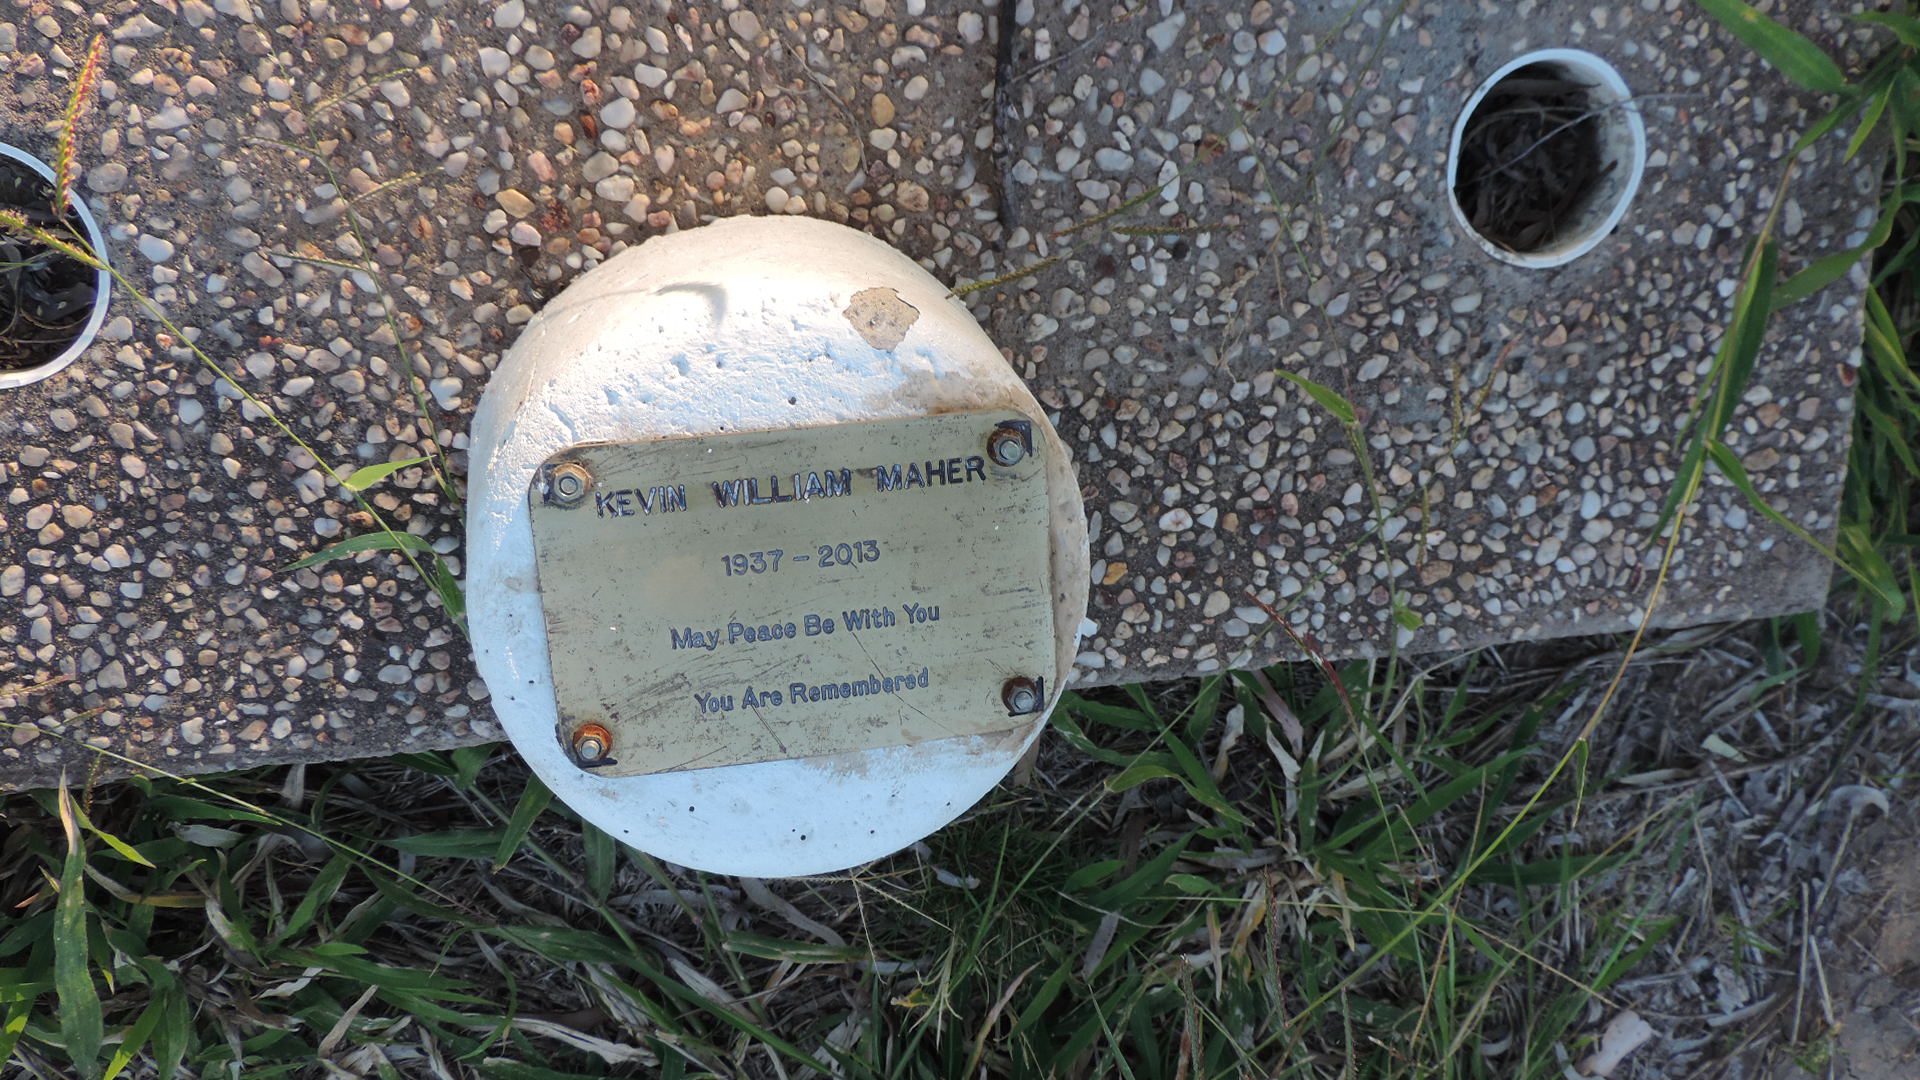 KEVIN WILLIAM MAHER
1937 - 2013
May Peace Be With You
You Are Remembered